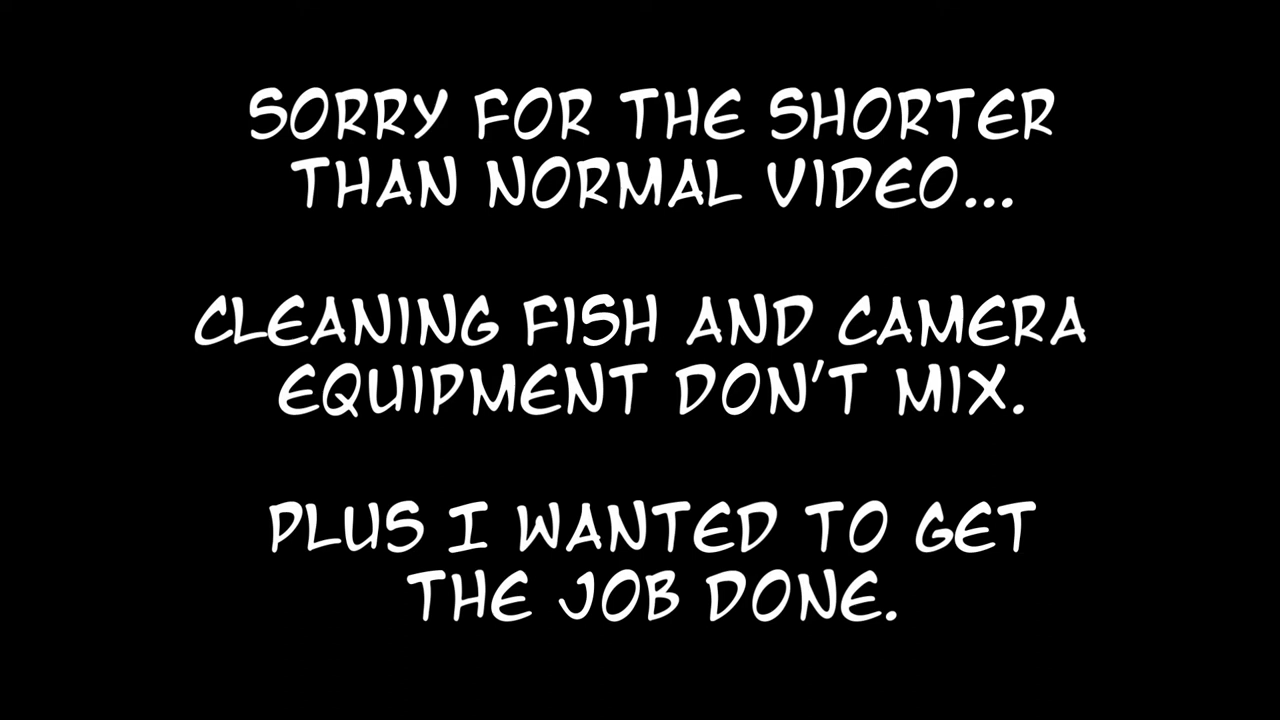 SORRY FOR THE SHORTER
THAN NORMAL VIDEO...
CLEANING FISH AND CAMERA
EQUIPMENT DON'T MIX.
PLUS I WANTED TO GET
THE JOB DONE.